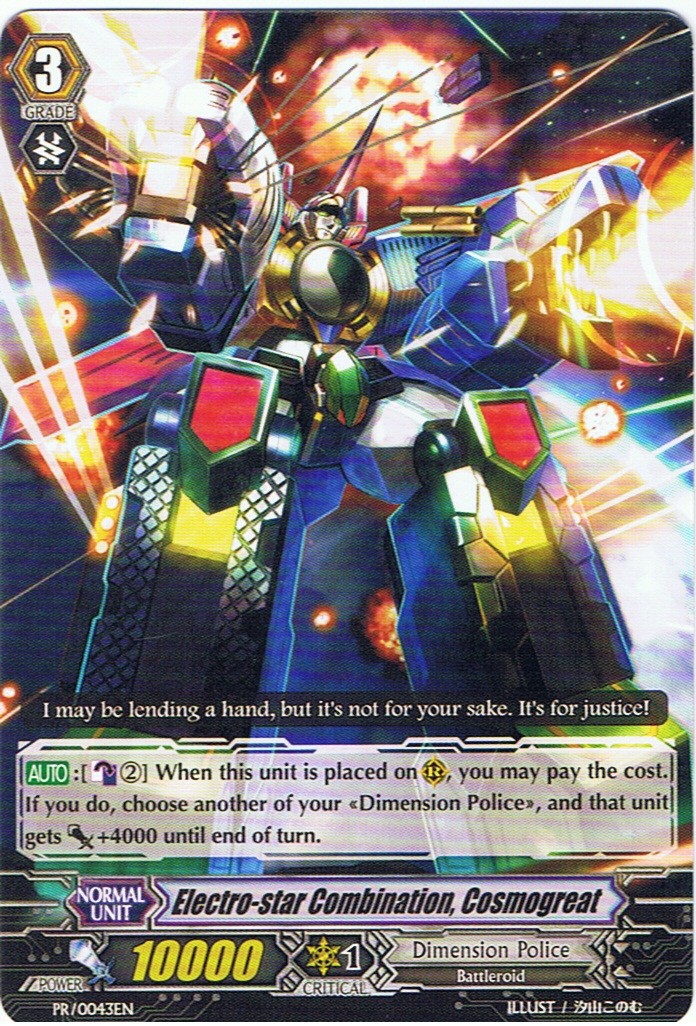 3
GRADE
I may be lending a hand, but it's not for your sake. It's for justice!
AUTO:[②] When this unit is placed on R, you may pay the cost.
If you do, choose another of your «Dimension Police», and that unit
gets +4000 until end of turn.
NORMAL UNIT
Electro-star Combination, Cosmogreat
POWER 10000
1 CRITICAL
Dimension Police
Battleroid
PR/0043EN
ILLUST / 汐山このむ